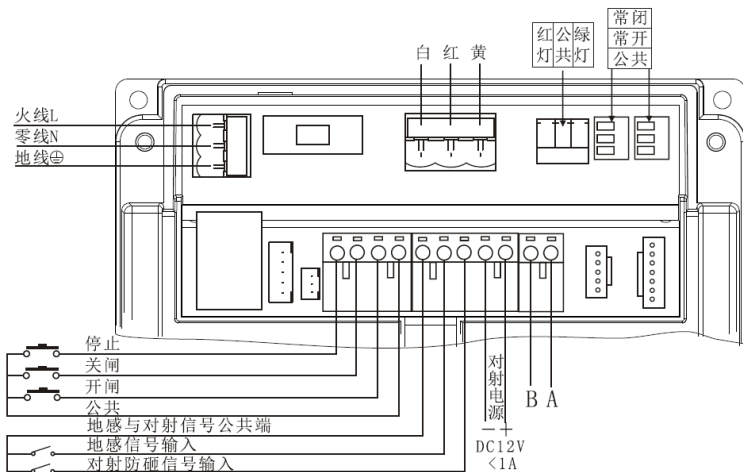 常闭
常开
公共
红公绿
灯共灯
白 红 黄
火线L
零线N
地线⏚
停止
关闸
开闸
公共
地感与对射信号公共端
地感信号输入
对射防砸信号输入
对射电源
－＋
DC12V
<1A
B A